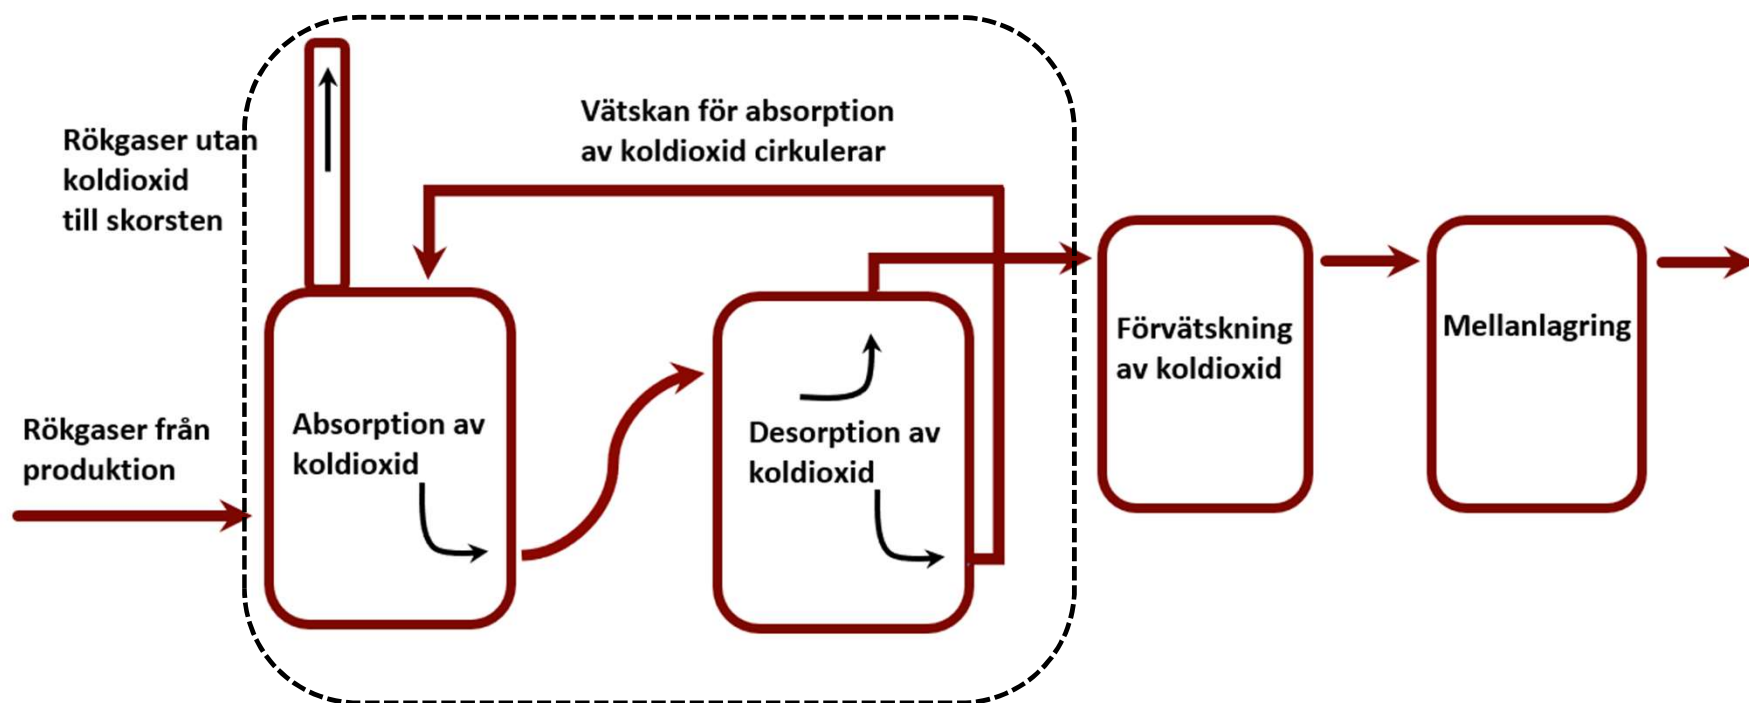 Vätskan för absorption
av koldioxid cirkulerar
Rökgaser utan
koldioxid
till skorsten
Rökgaser från
produktion
Absorption av
koldioxid
Desorption av
koldioxid
Förvätskning
av koldioxid
Mellanlagring